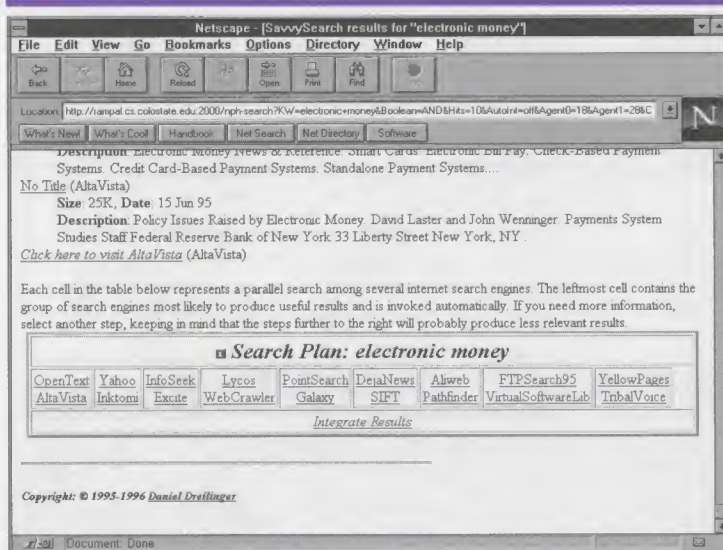 Netscape - [SavvySearch results for "electronic money"]
File Edit View Go Bookmarks Options Directory Window Help
Back Home Reload Open Print Find
Location: http://rampal.cs.colostate.edu:2000/nph-search?KW=electronic+money&Boolean=AND&Hits=10&AutoInt=off&Agent0=18&Agent1=28&C
N
What's New! What's Cool! Handbook Net Search Net Directory Software
Description: Electronic Money News & Reference. Smart Cards. Electronic Bill Pay. Check-Based Payment
Systems. Credit Card-Based Payment Systems. Standalone Payment Systems....
No Title (AltaVista)
Size: 25K, Date: 15 Jun 95
Description: Policy Issues Raised by Electronic Money. David Laster and John Wenninger. Payments System
Studies Staff Federal Reserve Bank of New York 33 Liberty Street New York, NY .
Click here to visit AltaVista (AltaVista)
Each cell in the table below represents a parallel search among several internet search engines. The leftmost cell contains the
group of search engines most likely to produce useful results and is invoked automatically. If you need more information,
select another step, keeping in mind that the steps further to the right will probably produce less relevant results.
Search Plan: electronic money
OpenText Yahoo InfoSeek Lycos PointSearch DejaNews Aliweb FTPSearch95 YellowPages
AltaVista Inktomi Excite WebCrawler Galaxy SIFT Pathfinder VirtualSoftwareLib TribalVoice
Integrate Results
Copyright: © 1995-1996 Daniel Dreilinger
Document: Done